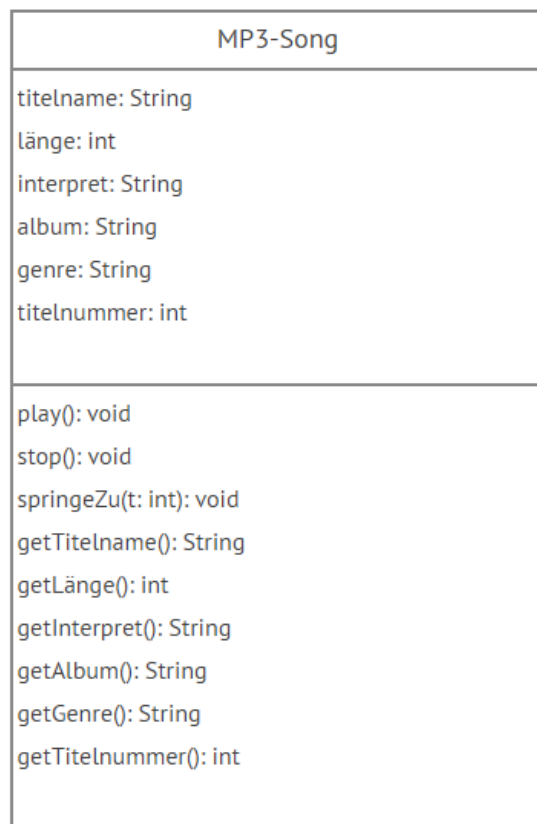 MP3-Song
titelname: String
länge: int
interpret: String
album: String
genre: String
titelnummer: int
play(): void
stop(): void
springeZu(t: int): void
getTitelname(): String
getLänge(): int
getInterpret(): String
getAlbum(): String
getGenre(): String
getTitelnummer(): int